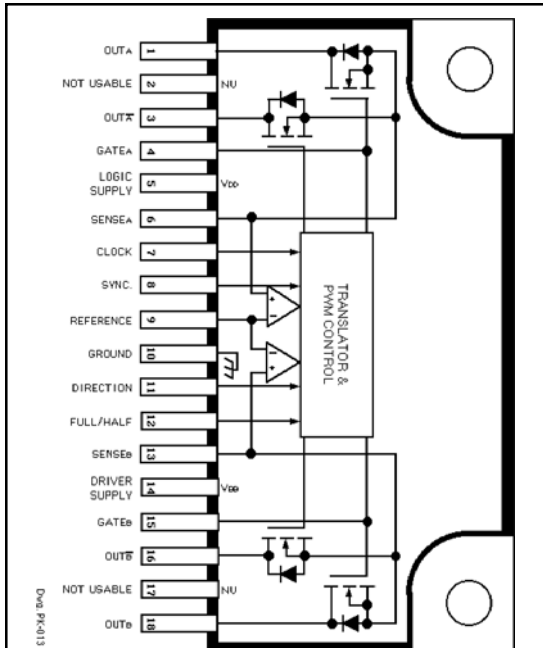 OUTA 1
NOT USABLE 2 NU
OUTA̅ 3
GATEA 4
LOGIC
SUPPLY 5 VDD
SENSEA 6
CLOCK 7
SYNC. 8
REFERENCE 9
GROUND 10
DIRECTION 11
FULL/HALF 12
SENSEB 13
DRIVER
SUPPLY 14 VBB
GATEB 15
OUTB̅ 16
NOT USABLE 17 NU
OUTB 18
TRANSLATOR &
PWM CONTROL
+
−
−
+
Dwg. PK-013